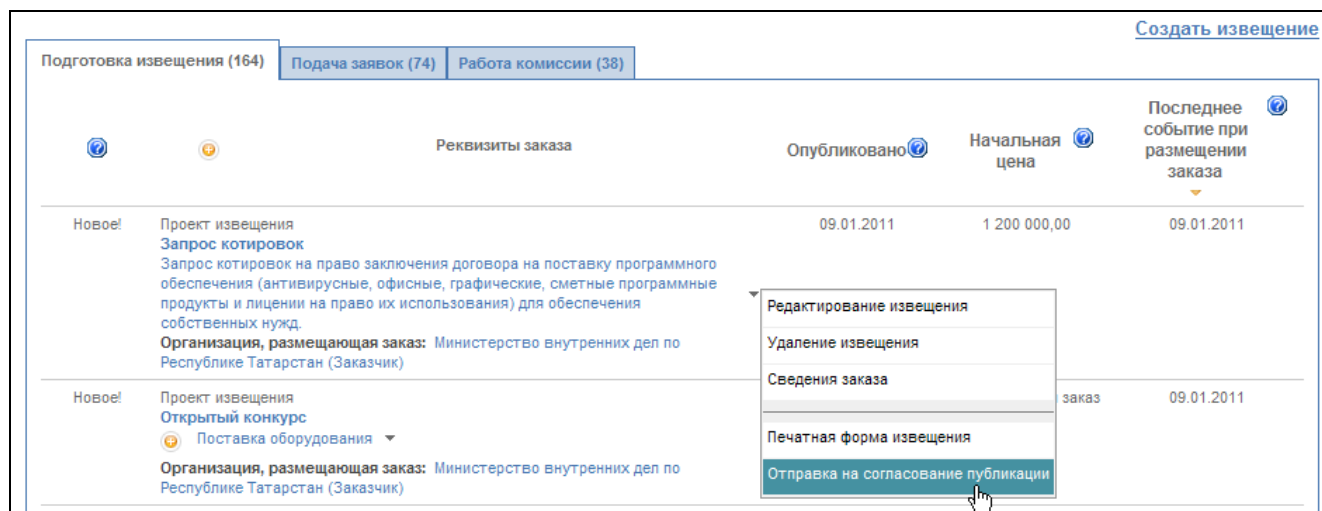 Создать извещение
Подготовка извещения (164)
Подача заявок (74)
Работа комиссии (38)
Реквизиты заказа
Опубликовано
Начальная
цена
Последнее
событие при
размещении
заказа
Новое!
Проект извещения
09.01.2011
1 200 000,00
09.01.2011
Запрос котировок
Запрос котировок на право заключения договора на поставку программного
обеспечения (антивирусные, офисные, графические, сметные программные
продукты и лицении на право их использования) для обеспечения
собственных нужд.
Организация, размещающая заказ: Министерство внутренних дел по
Республике Татарстан (Заказчик)
Редактирование извещения
Удаление извещения
Сведения заказа
Печатная форма извещения
Отправка на согласование публикации
Новое!
Проект извещения
заказ
09.01.2011
Открытый конкурс
Поставка оборудования
Организация, размещающая заказ: Министерство внутренних дел по
Республике Татарстан (Заказчик)